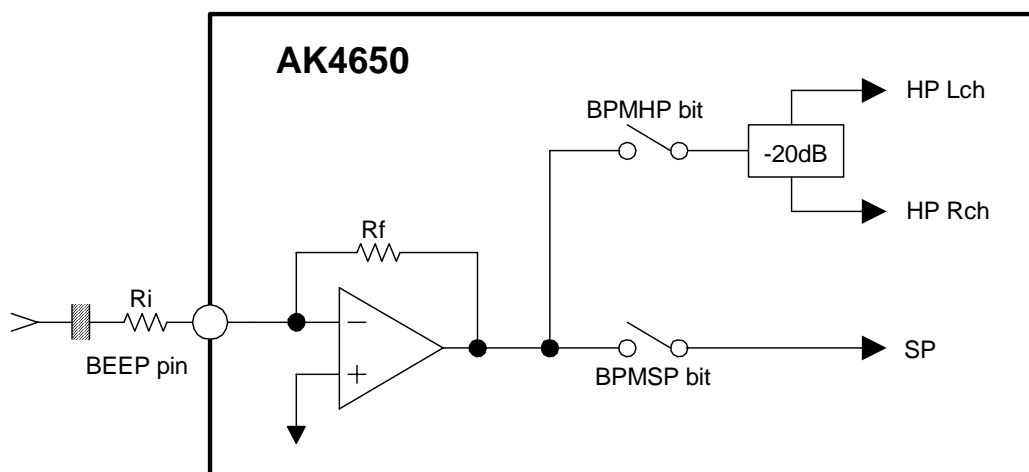 AK4650
BPMHP bit
HP Lch
-20dB
HP Rch
Rf
Ri
−
+
BEEP pin
BPMSP bit
SP